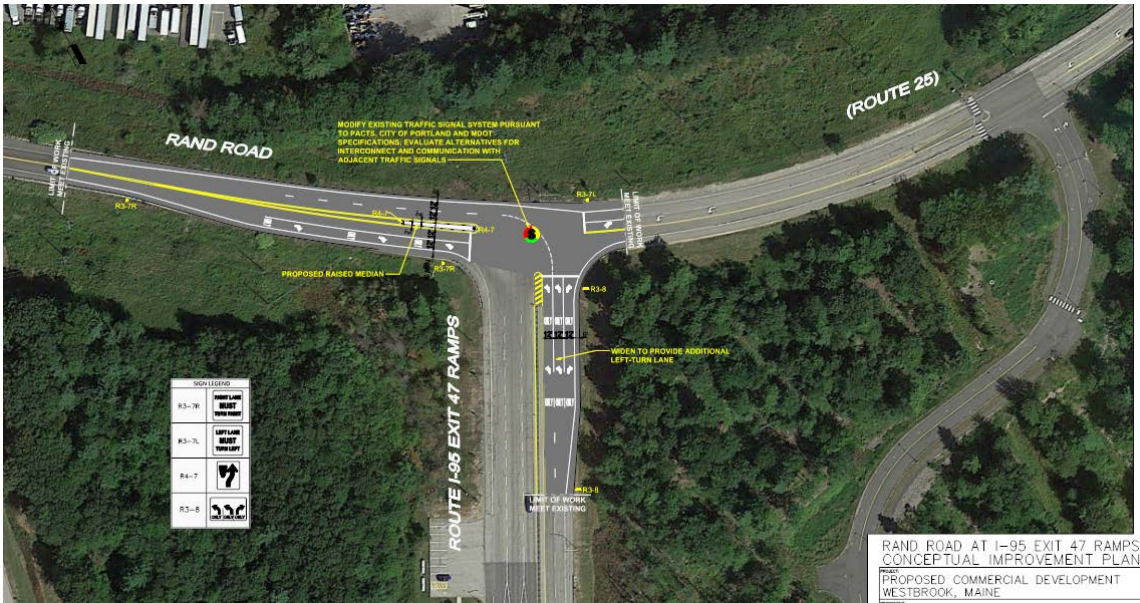 (ROUTE 25)
MODIFY EXISTING TRAFFIC SIGNAL SYSTEM PURSUANT
TO PACTS, CITY OF PORTLAND AND MDOT
SPECIFICATIONS. EVALUATE ALTERNATIVES FOR
INTERCONNECT AND COMMUNICATION WITH
ADJACENT TRAFFIC SIGNALS
RAND ROAD
LIMIT OF WORK
MEET EXISTING
R3-7R
R3-7L
LIMIT OF WORK
MEET EXISTING
R4-7
R4-7
R3-7R
PROPOSED RAISED MEDIAN
R3-8
ROUTE I-95 EXIT 47 RAMPS
WIDEN TO PROVIDE ADDITIONAL
LEFT-TURN LANE
SIGN LEGEND
R3-7R
RIGHT LANE
MUST
TURN RIGHT
R3-7L
LEFT LANE
MUST
TURN LEFT
R4-7
R3-8
ONLY ONLY ONLY
R3-8
LIMIT OF WORK
MEET EXISTING
RAND ROAD AT I-95 EXIT 47 RAMPS
CONCEPTUAL IMPROVEMENT PLAN
PROJECT:
PROPOSED COMMERCIAL DEVELOPMENT
WESTBROOK, MAINE